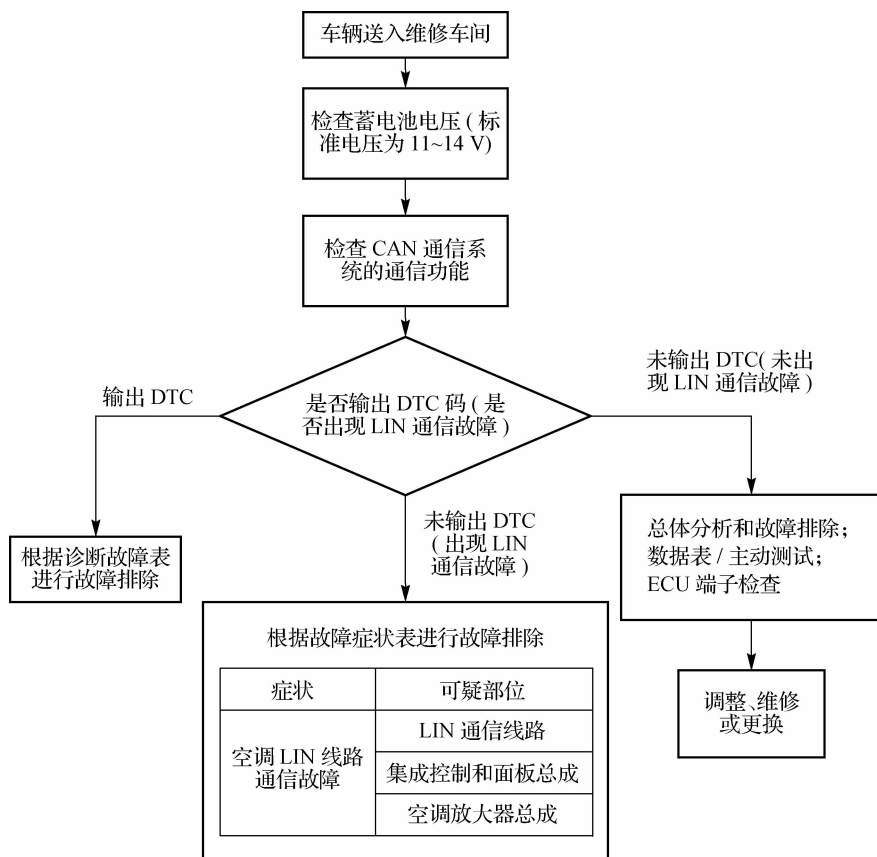 车辆送入维修车间
检查蓄电池电压 ( 标
准电压为 11~14 V)
检查 CAN 通信系
统的通信功能
是否输出 DTC 码 ( 是
否出现 LIN 通信故障 )
输出 DTC
未输出 DTC( 未出
现 LIN 通信故障 )
未输出 DTC
( 出现 LIN
通信故障 )
根据诊断故障表
进行故障排除
总体分析和故障排除；
数据表 / 主动测试；
ECU 端子检查
调整、维修
或更换
根据故障症状表进行故障排除
症状
可疑部位
空调 LIN 线路
通信故障
LIN 通信线路
集成控制和面板总成
空调放大器总成